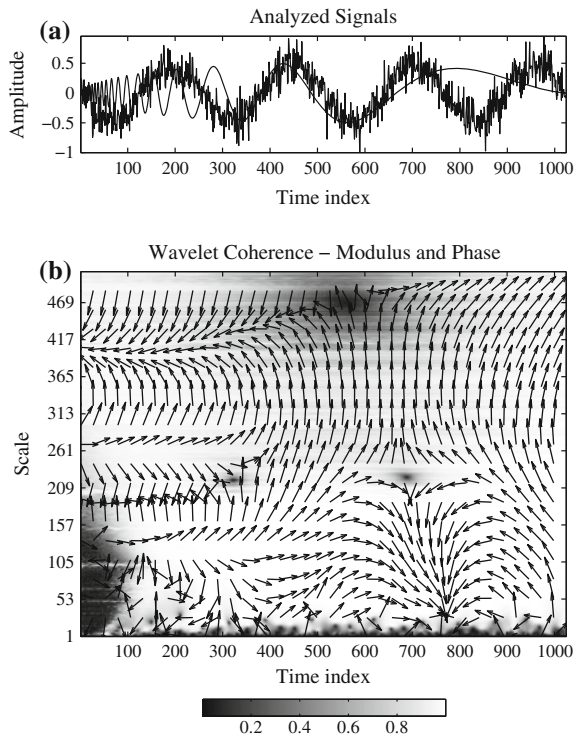 Analyzed Signals
(a)
Amplitude
0.5
0
−0.5
−1
100 200 300 400 500 600 700 800 900 1000
Time index
Wavelet Coherence − Modulus and Phase
(b)
Scale
469
417
365
313
261
209
157
105
53
1
100 200 300 400 500 600 700 800 900 1000
Time index
0.2 0.4 0.6 0.8